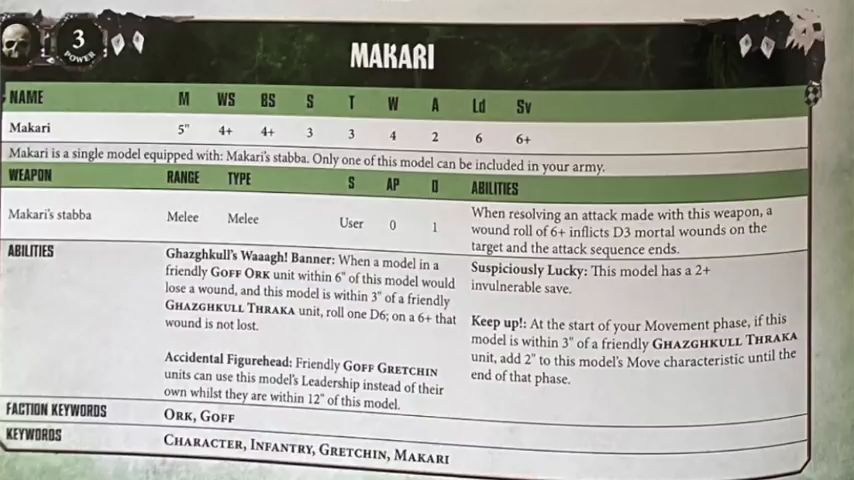 3
POWER
MAKARI
NAME M WS BS S T W A Ld Sv
Makari 5" 4+ 4+ 3 3 4 2 6 6+
Makari is a single model equipped with: Makari's stabba. Only one of this model can be included in your army.
WEAPON RANGE TYPE S AP D ABILITIES
Makari's stabba Melee Melee User 0 1
When resolving an attack made with this weapon, a
wound roll of 6+ inflicts D3 mortal wounds on the
target and the attack sequence ends.
ABILITIES
Ghazghkull's Waaagh! Banner: When a model in a
friendly GOFF ORK unit within 6" of this model would
lose a wound, and this model is within 3" of a friendly
GHAZGHKULL THRAKA unit, roll one D6; on a 6+ that
wound is not lost.
Accidental Figurehead: Friendly GOFF GRETCHIN
units can use this model's Leadership instead of their
own whilst they are within 12" of this model.
Suspiciously Lucky: This model has a 2+
invulnerable save.
Keep up!: At the start of your Movement phase, if this
model is within 3" of a friendly GHAZGHKULL THRAKA
unit, add 2" to this model's Move characteristic until the
end of that phase.
FACTION KEYWORDS ORK, GOFF
KEYWORDS CHARACTER, INFANTRY, GRETCHIN, MAKARI